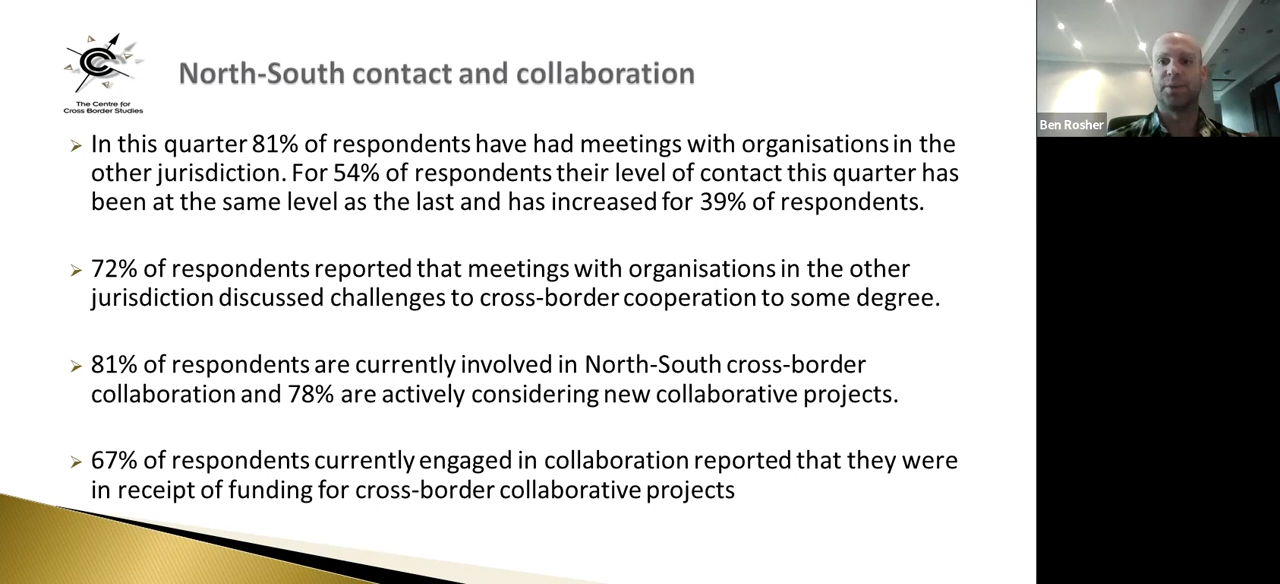 The Centre for
Cross Border Studies
North-South contact and collaboration
In this quarter 81% of respondents have had meetings with organisations in the
other jurisdiction. For 54% of respondents their level of contact this quarter has
been at the same level as the last and has increased for 39% of respondents.
72% of respondents reported that meetings with organisations in the other
jurisdiction discussed challenges to cross-border cooperation to some degree.
81% of respondents are currently involved in North-South cross-border
collaboration and 78% are actively considering new collaborative projects.
67% of respondents currently engaged in collaboration reported that they were
in receipt of funding for cross-border collaborative projects
Ben Rosher